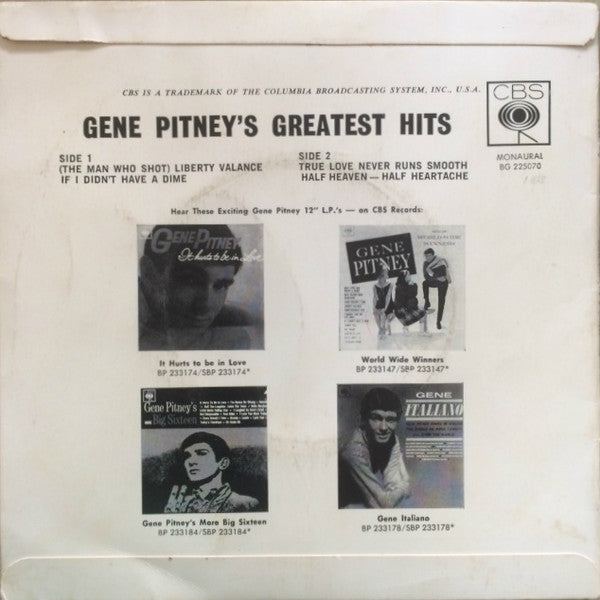 CBS IS A TRADEMARK OF THE COLUMBIA BROADCASTING SYSTEM, INC., U.S.A.
CBS
GENE PITNEY'S GREATEST HITS
MONAURAL
BG 225070
SIDE 1
(THE MAUN WHO SHOT) LIBERTY VALANCE
IF I DIDN'T HAVE A DIME
SIDE 2
TRUE LOVE NEVER RUNS SMOOTH
HALF HEAVEN — HALF HEARTACHE
Hear These Exciting Gene Pitney 12" L.P.'s — on CBS Records:
GENE PITNEY
It hurts to be in Love
It Hurts to be in Love
BP 233174/SBP 233174*
GENE
PITNEY
World Wide Winners
BP 233147/SBP 233147*
Gene Pitney's
Big Sixteen
Gene Pitney's More Big Sixteen
BP 233184/SBP 233184*
GENE
ITALIANO
Gene Italiano
BP 233178/SBP 233178*